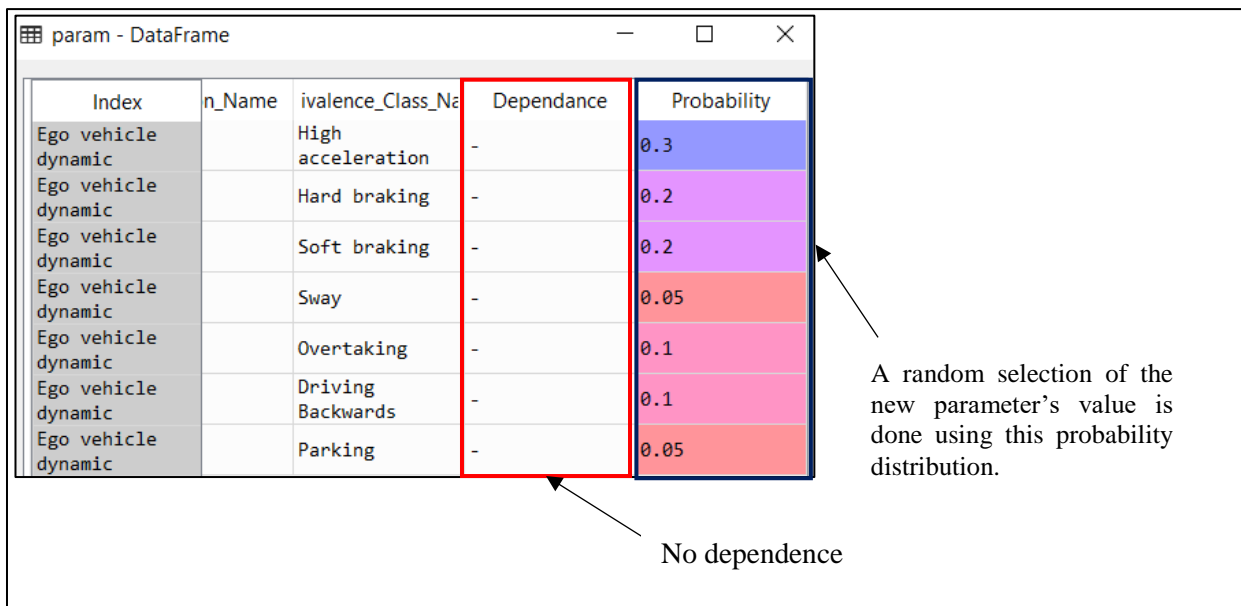 param - DataFrame
Index n_Name ivalence_Class_Na Dependance Probability
Ego vehicle dynamic High acceleration - 0.3
Ego vehicle dynamic Hard braking - 0.2
Ego vehicle dynamic Soft braking - 0.2
Ego vehicle dynamic Sway - 0.05
Ego vehicle dynamic Overtaking - 0.1
Ego vehicle dynamic Driving Backwards - 0.1
Ego vehicle dynamic Parking - 0.05
A random selection of the
new parameter’s value is
done using this probability
distribution.
No dependence